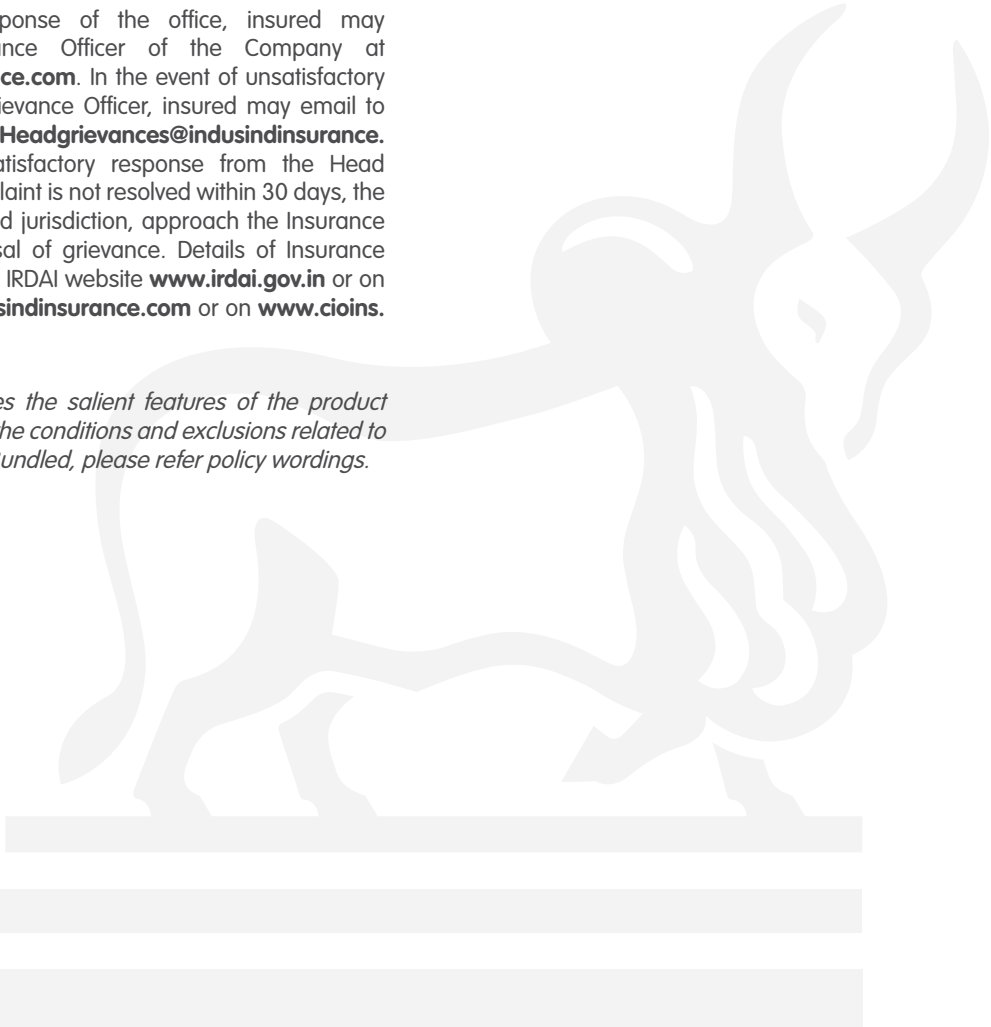 ponse of the office, insured may
ance Officer of the Company at
ce.com. In the event of unsatisfactory
ievance Officer, insured may email to
Headgrievances@indusindinsurance.
atisfactory response from the Head
laint is not resolved within 30 days, the
d jurisdiction, approach the Insurance
sal of grievance. Details of Insurance
IRDAI website www.irdai.gov.in or on
sindinsurance.com or on www.cioins.
es the salient features of the product
the conditions and exclusions related to
undled, please refer policy wordings.